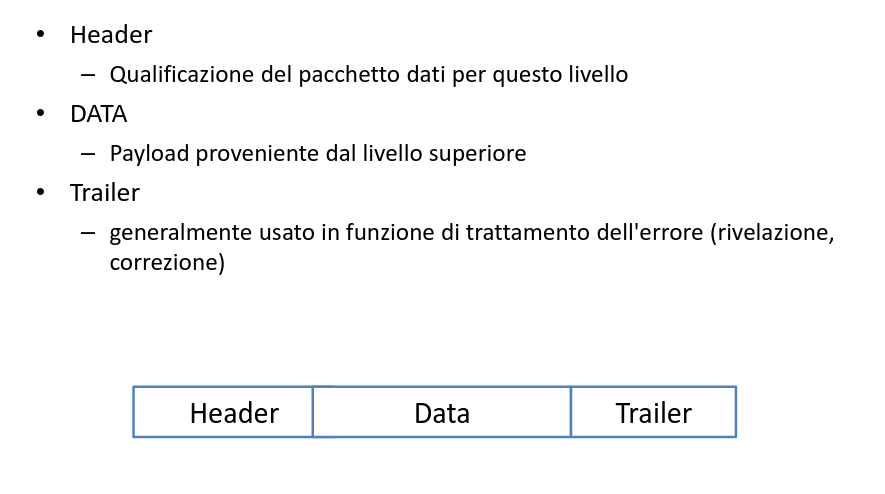 • Header
– Qualificazione del pacchetto dati per questo livello
• DATA
– Payload proveniente dal livello superiore
• Trailer
– generalmente usato in funzione di trattamento dell'errore (rivelazione,
correzione)
Header Data Trailer